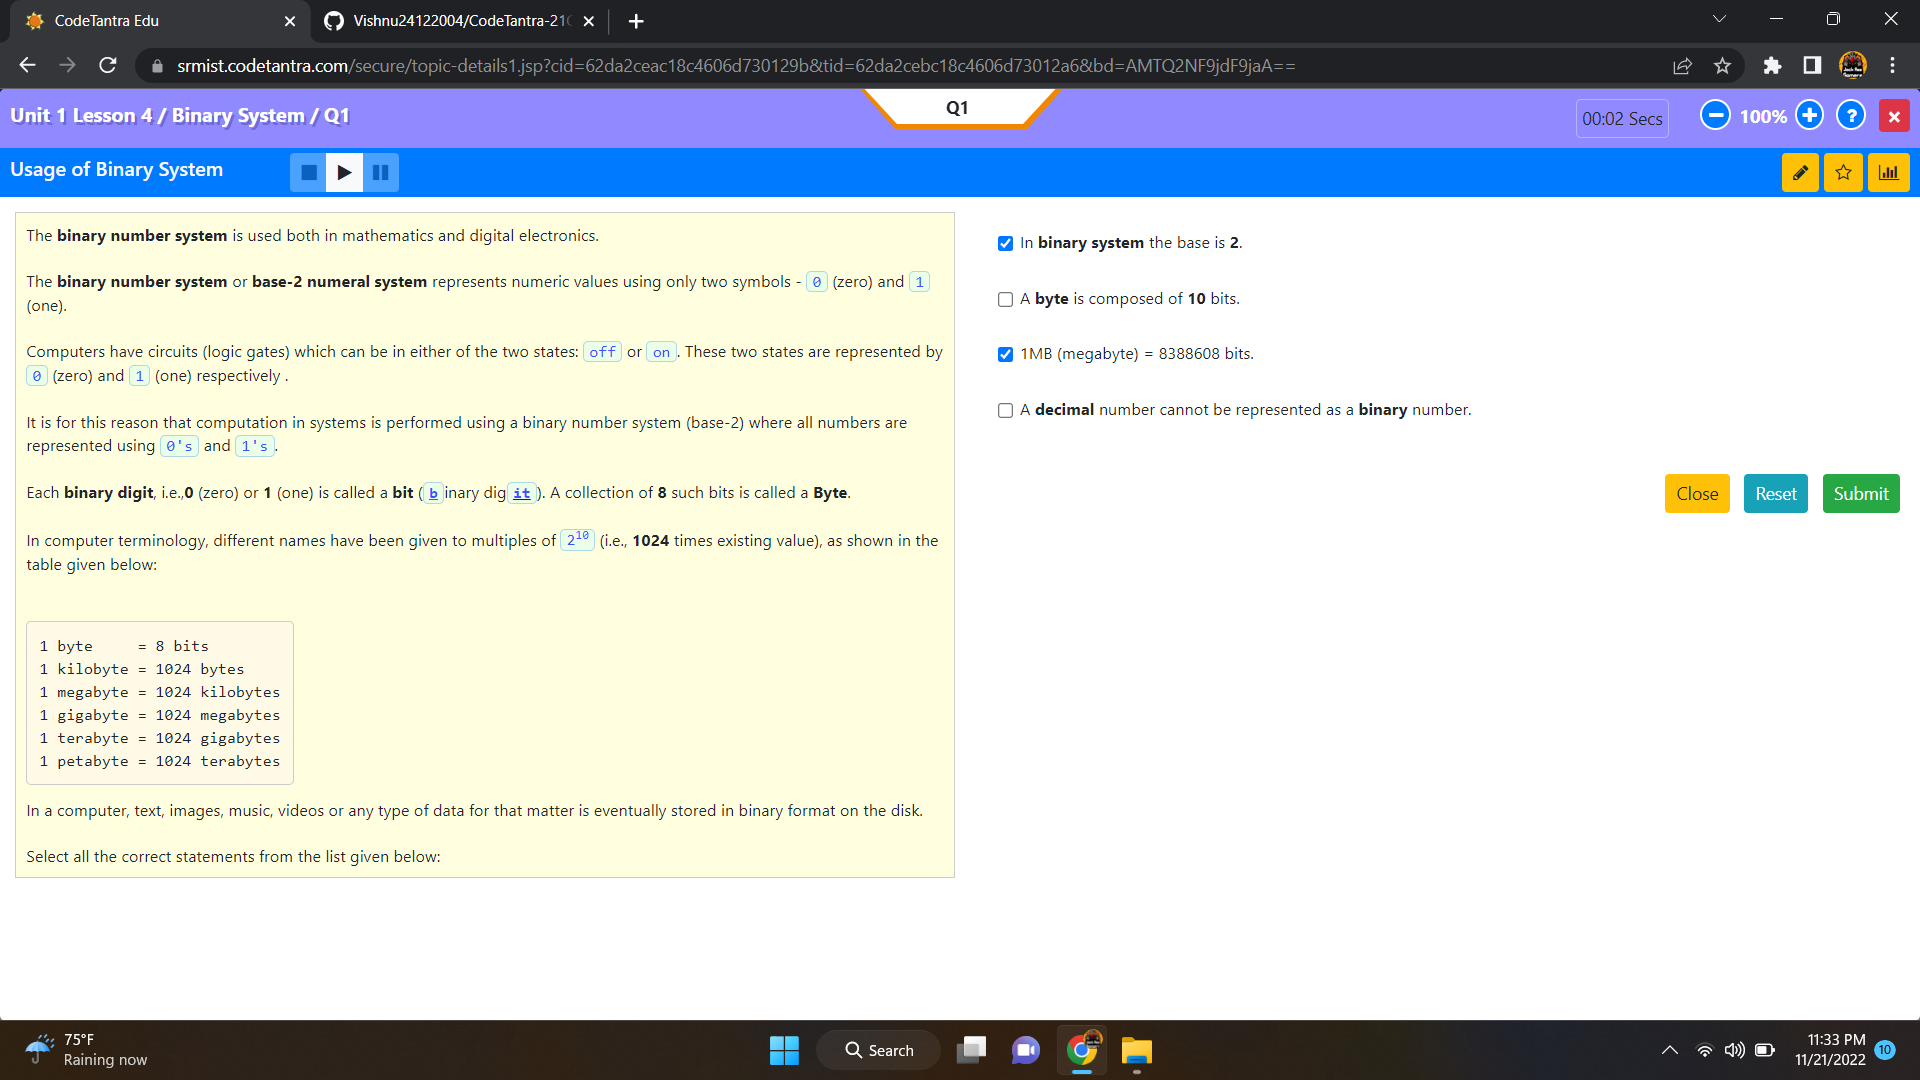 CodeTantra Edu
Vishnu24122004/CodeTantra-21
srmist.codetantra.com/secure/topic-details1.jsp?cid=62da2ceac18c4606d730129b&tid=62da2cebc18c4606d73012a6&bd=AMTQ2NF9jdF9jaA==
Unit 1 Lesson 4 / Binary System / Q1
Q1
00:02 Secs
100%
?
Usage of Binary System
The binary number system is used both in mathematics and digital electronics.
The binary number system or base-2 numeral system represents numeric values using only two symbols - 0 (zero) and 1
(one).
Computers have circuits (logic gates) which can be in either of the two states: off or on. These two states are represented by
0 (zero) and 1 (one) respectively .
It is for this reason that computation in systems is performed using a binary number system (base-2) where all numbers are
represented using 0's and 1's.
Each binary digit, i.e.,0 (zero) or 1 (one) is called a bit (binary digit). A collection of 8 such bits is called a Byte.
In computer terminology, different names have been given to multiples of 2¹⁰ (i.e., 1024 times existing value), as shown in the
table given below:
1 byte     = 8 bits
1 kilobyte = 1024 bytes
1 megabyte = 1024 kilobytes
1 gigabyte = 1024 megabytes
1 terabyte = 1024 gigabytes
1 petabyte = 1024 terabytes
In a computer, text, images, music, videos or any type of data for that matter is eventually stored in binary format on the disk.
Select all the correct statements from the list given below:
In binary system the base is 2.
A byte is composed of 10 bits.
1MB (megabyte) = 8388608 bits.
A decimal number cannot be represented as a binary number.
Close
Reset
Submit
75°F
Raining now
Search
11:33 PM
11/21/2022
10